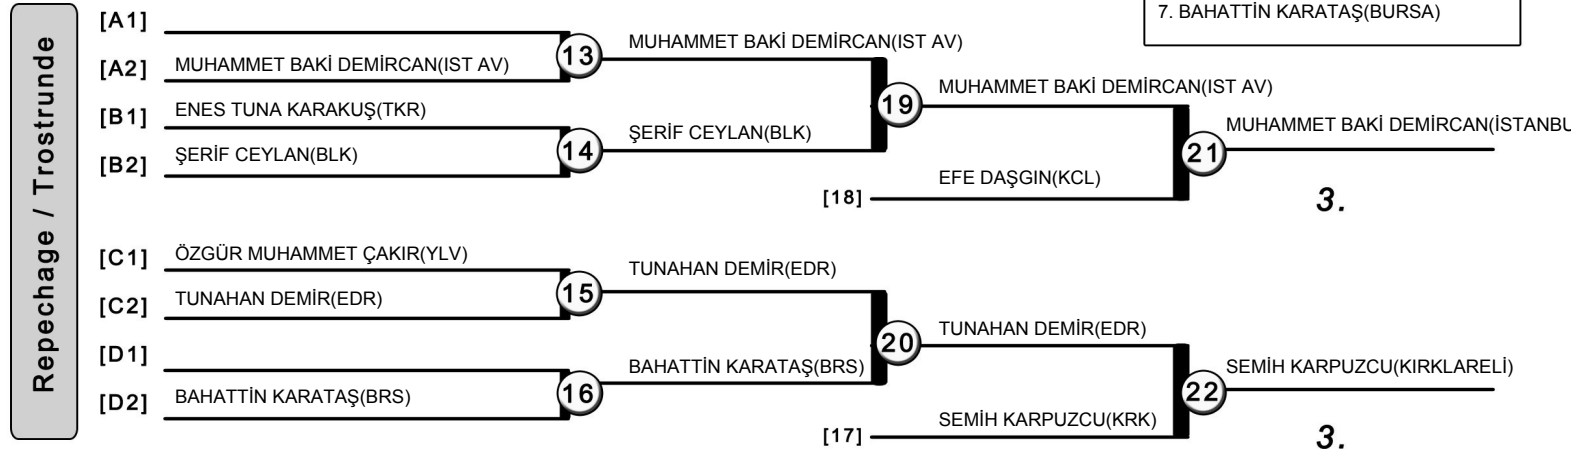 7. BAHATTİN KARATAŞ(BURSA)
Repechage / Trostrunde
[A1]
[A2] MUHAMMET BAKİ DEMİRCAN(IST AV)
13
MUHAMMET BAKİ DEMİRCAN(IST AV)
[B1] ENES TUNA KARAKUŞ(TKR)
[B2] ŞERİF CEYLAN(BLK)
14
ŞERİF CEYLAN(BLK)
19
MUHAMMET BAKİ DEMİRCAN(IST AV)
[18] EFE DAŞGIN(KCL)
21
MUHAMMET BAKİ DEMİRCAN(İSTANBU
3.
[C1] ÖZGÜR MUHAMMET ÇAKIR(YLV)
[C2] TUNAHAN DEMİR(EDR)
15
TUNAHAN DEMİR(EDR)
[D1]
[D2] BAHATTİN KARATAŞ(BRS)
16
BAHATTİN KARATAŞ(BRS)
20
TUNAHAN DEMİR(EDR)
[17] SEMİH KARPUZCU(KRK)
22
SEMİH KARPUZCU(KIRKLARELİ)
3.